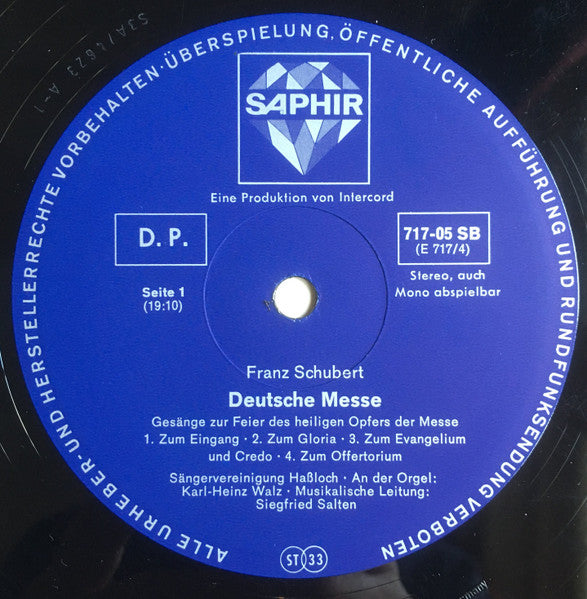 ALLE URHEBER- UND HERSTELLERRECHTE VORBEHALTEN · ÜBERSPIELUNG, ÖFFENTLICHE AUFFÜHRUNG UND RUNDFUNKSENDUNG VERBOTEN
SAPHIR
Eine Produktion von Intercord
D. P.
717-05 SB
(E 717/4)
Seite 1
(19:10)
Stereo, auch
Mono abspielbar
Franz Schubert
Deutsche Messe
Gesänge zur Feier des heiligen Opfers der Messe
1. Zum Eingang · 2. Zum Gloria · 3. Zum Evangelium
und Credo · 4. Zum Offertorium
Sängervereinigung Haßloch · An der Orgel:
Karl-Heinz Walz · Musikalische Leitung:
Siegfried Salten
ST 33